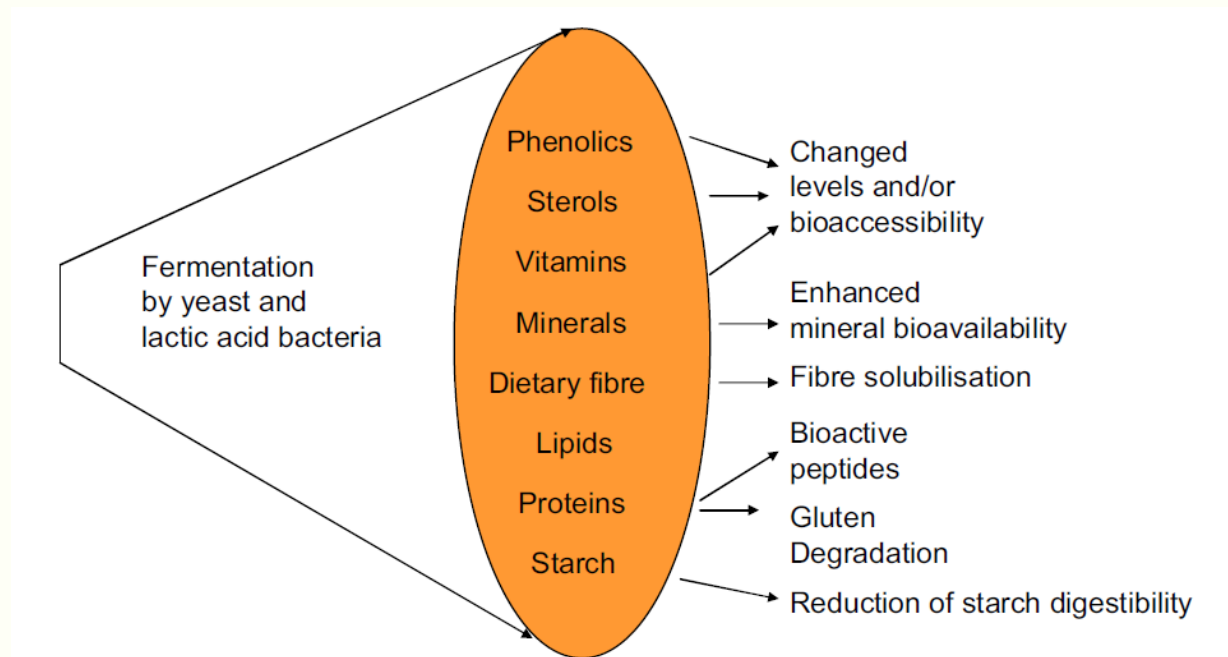 Fermentation
by yeast and
lactic acid bacteria
Phenolics
Sterols
Vitamins
Minerals
Dietary fibre
Lipids
Proteins
Starch
Changed
levels and/or
bioaccessibility
Enhanced
mineral bioavailability
Fibre solubilisation
Bioactive
peptides
Gluten
Degradation
Reduction of starch digestibility